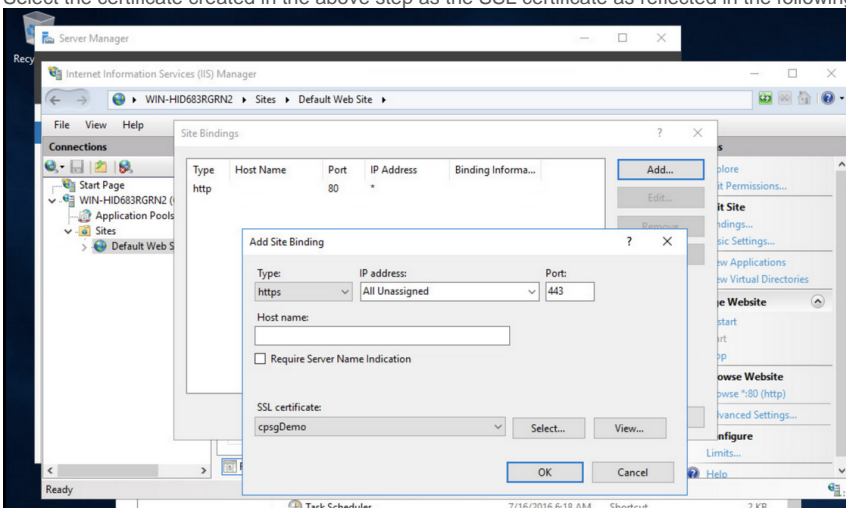 Select the certificate created in the above step as the SSL certificate as reflected in the following
Recy
Server Manager
Internet Information Services (IIS) Manager
WIN-HID683RGRN2 ▸ Sites ▸ Default Web Site ▸
File View Help
Site Bindings
Connections
Type Host Name Port IP Address Binding Informa...
http 80 *
Add...
Edit...
Remove
Start Page
WIN-HID683RGRN2 (
Application Pools
Sites
Default Web S
Add Site Binding
Type: IP address: Port:
https All Unassigned 443
Host name:
Require Server Name Indication
SSL certificate:
cpsgDemo Select... View...
OK Cancel
s
plore
it Permissions...
it Site
ndings...
sic Settings...
ew Applications
ew Virtual Directories
e Website
start
rt
op
owse Website
owse *:80 (http)
vanced Settings...
nfigure
Limits...
Help
Ready
Task Scheduler 7/16/2016 6:18 AM Shortcut 2 KB